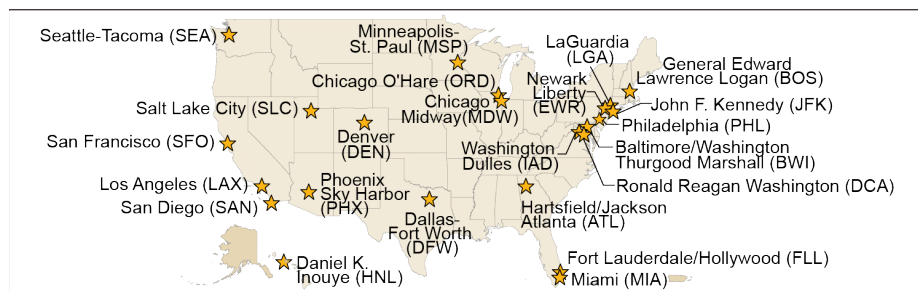 Seattle-Tacoma (SEA)
Minneapolis-
St. Paul (MSP)
LaGuardia
(LGA)
General Edward
Lawrence Logan (BOS)
Chicago O'Hare (ORD)
Newark
Liberty
(EWR)
Salt Lake City (SLC)
Chicago
Midway(MDW)
John F. Kennedy (JFK)
Philadelphia (PHL)
San Francisco (SFO)
Denver
(DEN)
Washington
Dulles (IAD)
Baltimore/Washington
Thurgood Marshall (BWI)
Los Angeles (LAX)
Phoenix
Sky Harbor
(PHX)
Ronald Reagan Washington (DCA)
San Diego (SAN)
Dallas-
Fort Worth
(DFW)
Hartsfield/Jackson
Atlanta (ATL)
Daniel K.
Inouye (HNL)
Fort Lauderdale/Hollywood (FLL)
Miami (MIA)